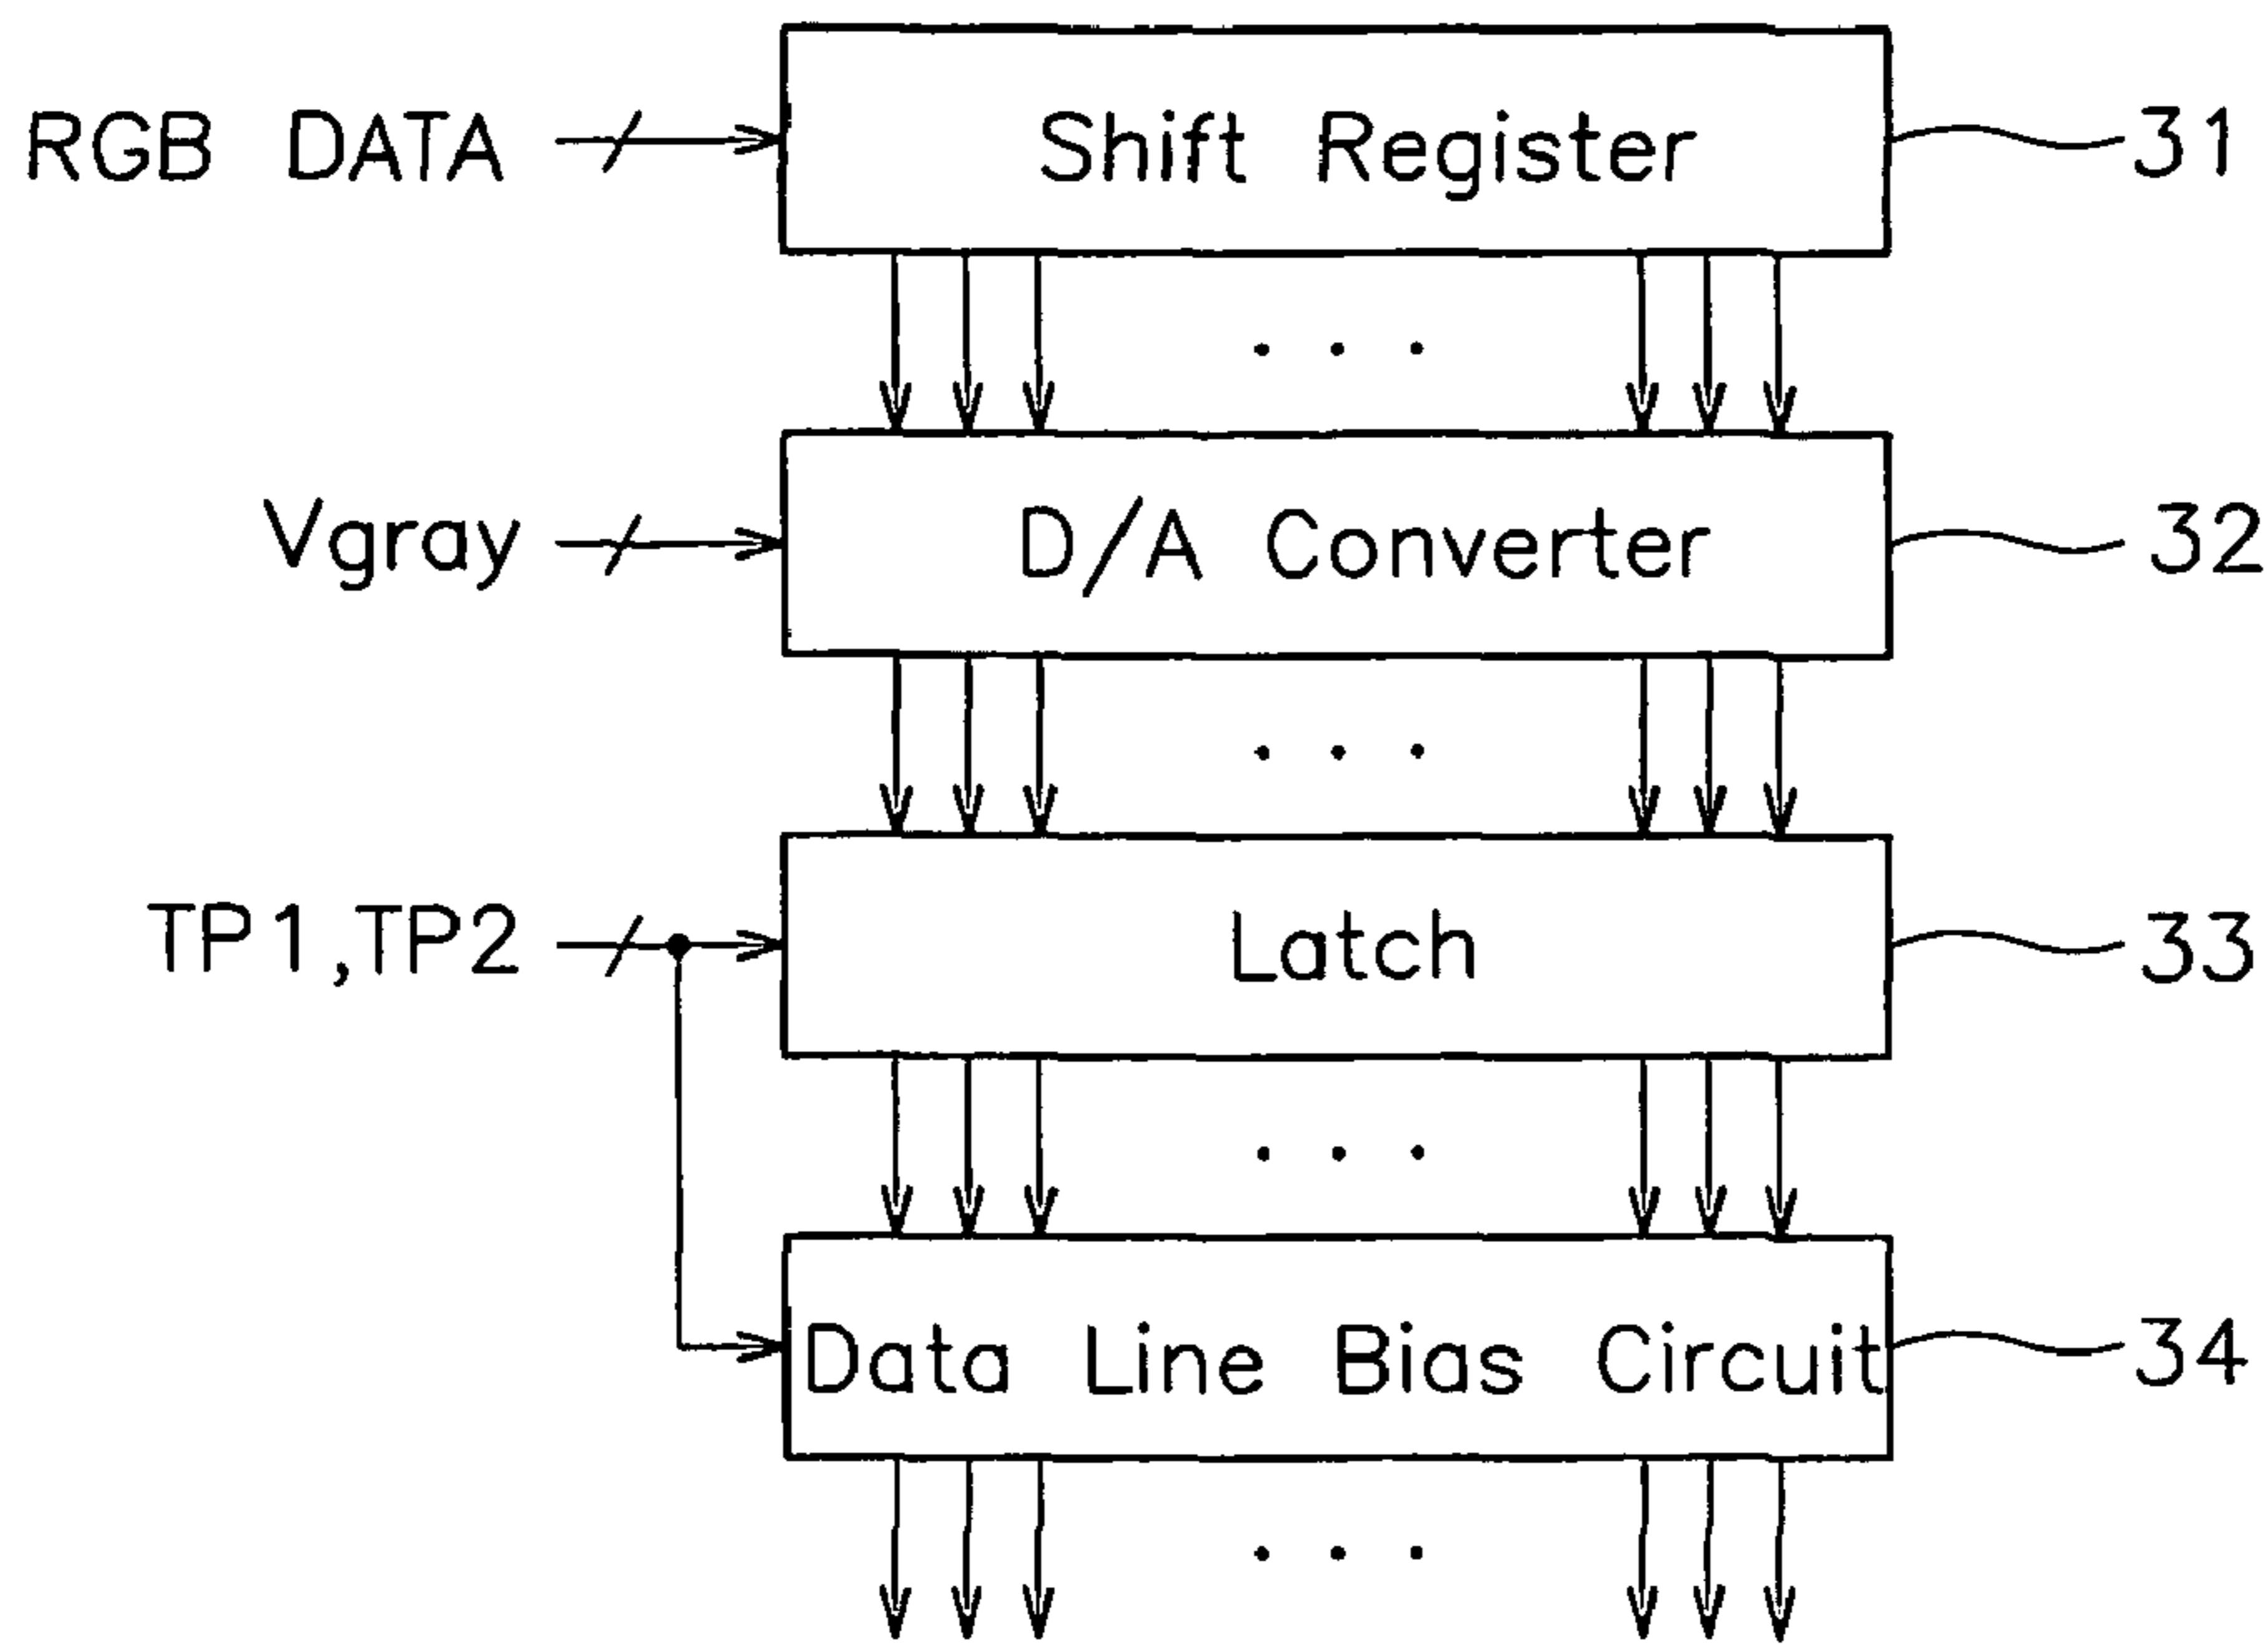 RGB DATA
Shift Register
31
Vgray
D/A Converter
32
TP1,TP2
Latch
33
Data Line Bias Circuit
34